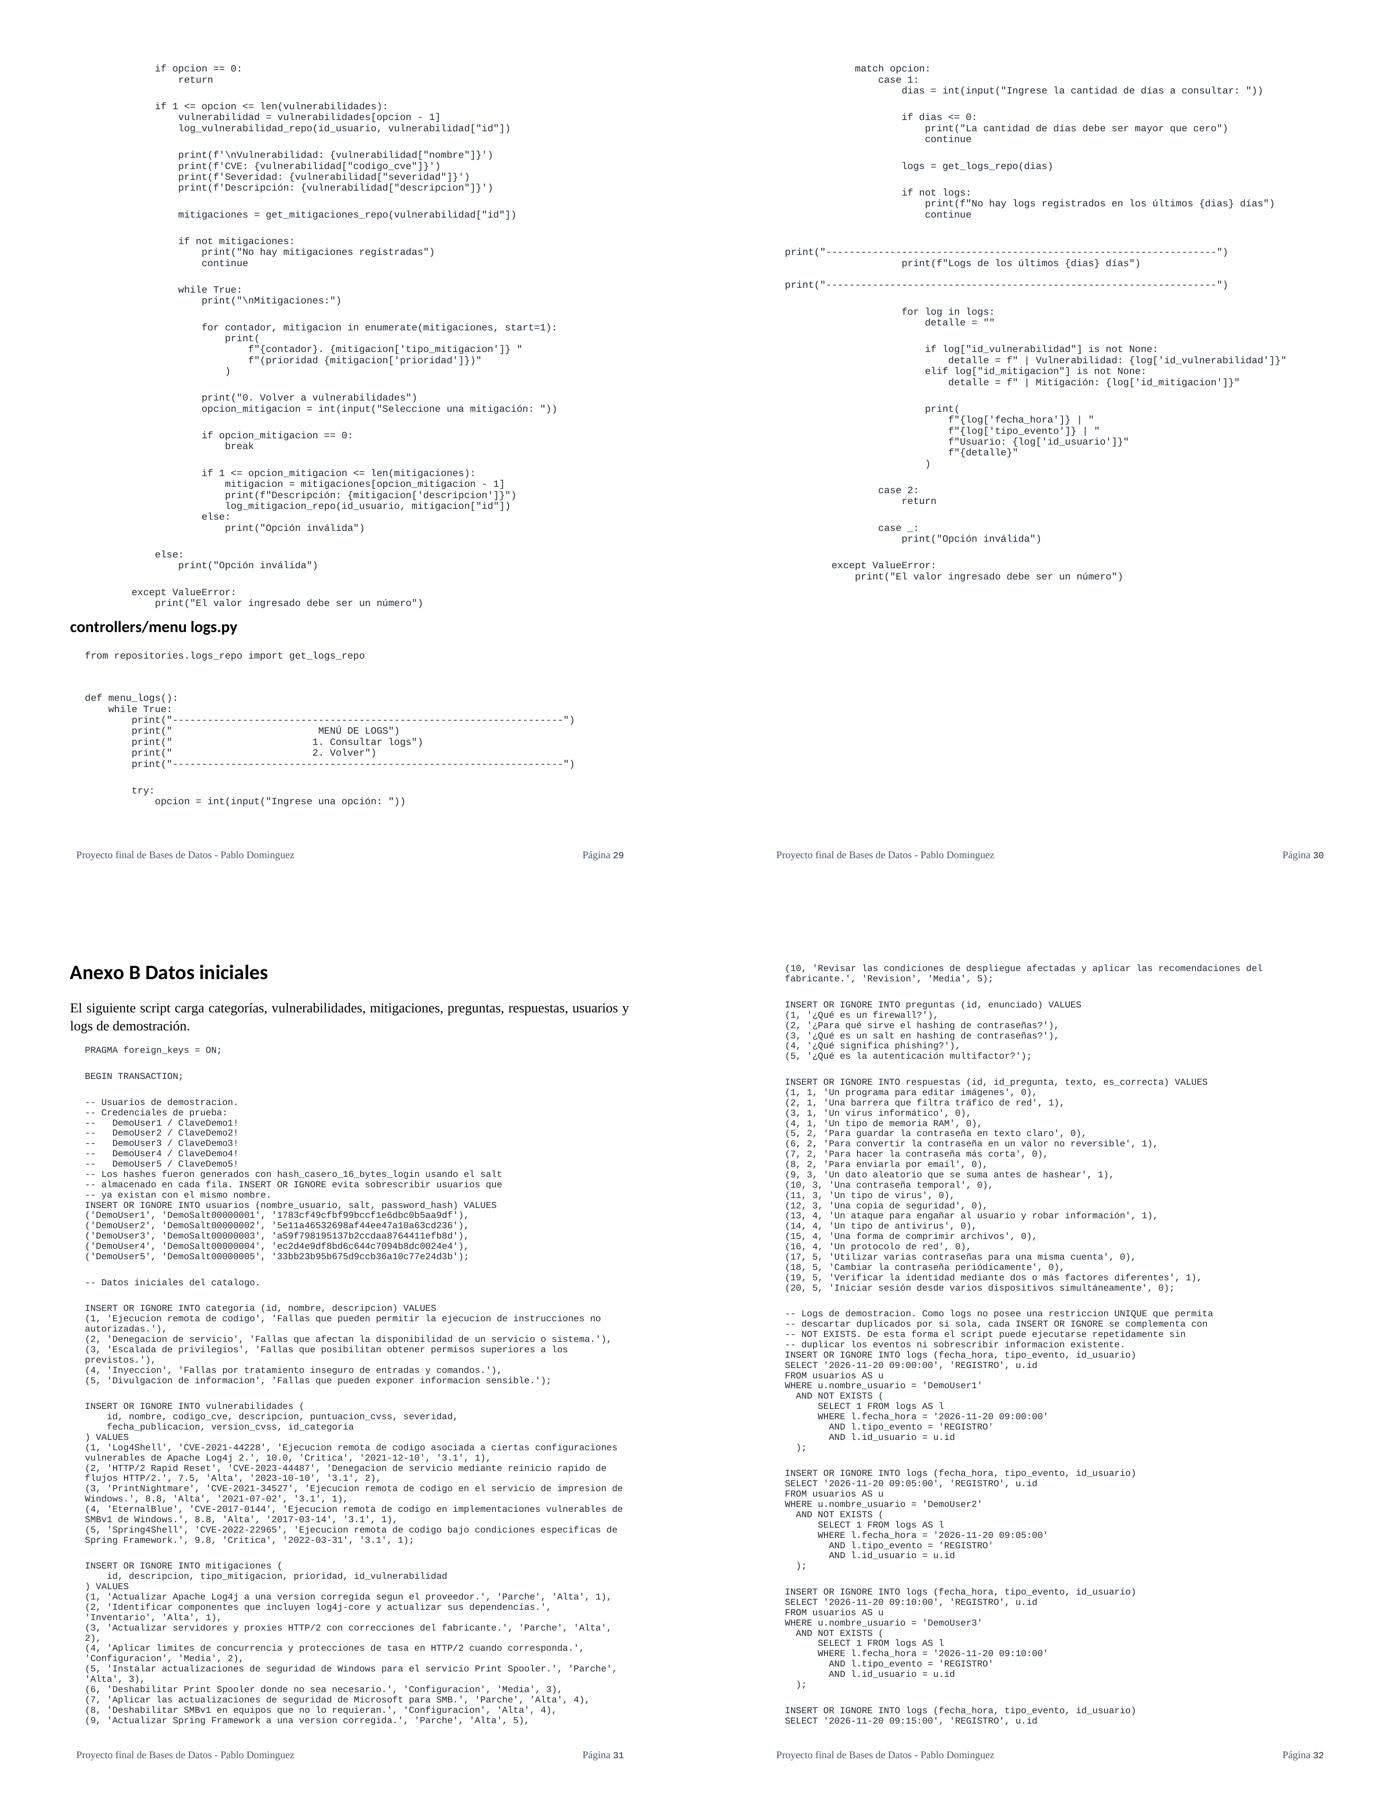 if opcion == 0:
return
if 1 <= opcion <= len(vulnerabilidades):
vulnerabilidad = vulnerabilidades[opcion - 1]
log_vulnerabilidad_repo(id_usuario, vulnerabilidad["id"])
print(f'\nVulnerabilidad: {vulnerabilidad["nombre"]}')
print(f'CVE: {vulnerabilidad["codigo_cve"]}')
print(f'Severidad: {vulnerabilidad["severidad"]}')
print(f'Descripción: {vulnerabilidad["descripcion"]}')
mitigaciones = get_mitigaciones_repo(vulnerabilidad["id"])
if not mitigaciones:
print("No hay mitigaciones registradas")
continue
while True:
print("\nMitigaciones:")
for contador, mitigacion in enumerate(mitigaciones, start=1):
print(
f"{contador}. {mitigacion['tipo_mitigacion']} "
f"(prioridad {mitigacion['prioridad']})"
)
print("0. Volver a vulnerabilidades")
opcion_mitigacion = int(input("Seleccione una mitigación: "))
if opcion_mitigacion == 0:
break
if 1 <= opcion_mitigacion <= len(mitigaciones):
mitigacion = mitigaciones[opcion_mitigacion - 1]
print(f"Descripción: {mitigacion['descripcion']}")
log_mitigacion_repo(id_usuario, mitigacion["id"])
else:
print("Opción inválida")
else:
print("Opción inválida")
except ValueError:
print("El valor ingresado debe ser un número")
controllers/menu logs.py
from repositories.logs_repo import get_logs_repo
def menu_logs():
while True:
print("-------------------------------------------------------------------")
print("                         MENÚ DE LOGS")
print("                        1. Consultar logs")
print("                        2. Volver")
print("-------------------------------------------------------------------")
try:
opcion = int(input("Ingrese una opción: "))
Proyecto final de Bases de Datos - Pablo Dominguez Página 29
match opcion:
case 1:
dias = int(input("Ingrese la cantidad de días a consultar: "))
if dias <= 0:
print("La cantidad de días debe ser mayor que cero")
continue
logs = get_logs_repo(dias)
if not logs:
print(f"No hay logs registrados en los últimos {dias} días")
continue
print("-------------------------------------------------------------------")
print(f"Logs de los últimos {dias} días")
print("-------------------------------------------------------------------")
for log in logs:
detalle = ""
if log["id_vulnerabilidad"] is not None:
detalle = f" | Vulnerabilidad: {log['id_vulnerabilidad']}"
elif log["id_mitigacion"] is not None:
detalle = f" | Mitigación: {log['id_mitigacion']}"
print(
f"{log['fecha_hora']} | "
f"{log['tipo_evento']} | "
f"Usuario: {log['id_usuario']}"
f"{detalle}"
)
case 2:
return
case _:
print("Opción inválida")
except ValueError:
print("El valor ingresado debe ser un número")
Proyecto final de Bases de Datos - Pablo Dominguez Página 30
Anexo B Datos iniciales
El siguiente script carga categorías, vulnerabilidades, mitigaciones, preguntas, respuestas, usuarios y
logs de demostración.
PRAGMA foreign_keys = ON;
BEGIN TRANSACTION;
-- Usuarios de demostracion.
-- Credenciales de prueba:
--   DemoUser1 / ClaveDemo1!
--   DemoUser2 / ClaveDemo2!
--   DemoUser3 / ClaveDemo3!
--   DemoUser4 / ClaveDemo4!
--   DemoUser5 / ClaveDemo5!
-- Los hashes fueron generados con hash_casero_16_bytes_login usando el salt
-- almacenado en cada fila. INSERT OR IGNORE evita sobrescribir usuarios que
-- ya existan con el mismo nombre.
INSERT OR IGNORE INTO usuarios (nombre_usuario, salt, password_hash) VALUES
('DemoUser1', 'DemoSalt00000001', '1783cf49cfbf99bccf1e6dbc0b5aa9df'),
('DemoUser2', 'DemoSalt00000002', '5e11a46532698af44ee47a10a63cd236'),
('DemoUser3', 'DemoSalt00000003', 'a59f798195137b2ccdaa8764411efb8d'),
('DemoUser4', 'DemoSalt00000004', 'ec2d4e9df8bd6c644c7094b8dc0024e4'),
('DemoUser5', 'DemoSalt00000005', '33bb23b95b675d9ccb36a10c77e24d3b');
-- Datos iniciales del catalogo.
INSERT OR IGNORE INTO categoria (id, nombre, descripcion) VALUES
(1, 'Ejecucion remota de codigo', 'Fallas que pueden permitir la ejecucion de instrucciones no
autorizadas.'),
(2, 'Denegacion de servicio', 'Fallas que afectan la disponibilidad de un servicio o sistema.'),
(3, 'Escalada de privilegios', 'Fallas que posibilitan obtener permisos superiores a los
previstos.'),
(4, 'Inyeccion', 'Fallas por tratamiento inseguro de entradas y comandos.'),
(5, 'Divulgacion de informacion', 'Fallas que pueden exponer informacion sensible.');
INSERT OR IGNORE INTO vulnerabilidades (
id, nombre, codigo_cve, descripcion, puntuacion_cvss, severidad,
fecha_publicacion, version_cvss, id_categoria
) VALUES
(1, 'Log4Shell', 'CVE-2021-44228', 'Ejecucion remota de codigo asociada a ciertas configuraciones
vulnerables de Apache Log4j 2.', 10.0, 'Critica', '2021-12-10', '3.1', 1),
(2, 'HTTP/2 Rapid Reset', 'CVE-2023-44487', 'Denegacion de servicio mediante reinicio rapido de
flujos HTTP/2.', 7.5, 'Alta', '2023-10-10', '3.1', 2),
(3, 'PrintNightmare', 'CVE-2021-34527', 'Ejecucion remota de codigo en el servicio de impresion de
Windows.', 8.8, 'Alta', '2021-07-02', '3.1', 1),
(4, 'EternalBlue', 'CVE-2017-0144', 'Ejecucion remota de codigo en implementaciones vulnerables de
SMBv1 de Windows.', 8.8, 'Alta', '2017-03-14', '3.1', 1),
(5, 'Spring4Shell', 'CVE-2022-22965', 'Ejecucion remota de codigo bajo condiciones especificas de
Spring Framework.', 9.8, 'Critica', '2022-03-31', '3.1', 1);
INSERT OR IGNORE INTO mitigaciones (
id, descripcion, tipo_mitigacion, prioridad, id_vulnerabilidad
) VALUES
(1, 'Actualizar Apache Log4j a una version corregida segun el proveedor.', 'Parche', 'Alta', 1),
(2, 'Identificar componentes que incluyen log4j-core y actualizar sus dependencias.',
'Inventario', 'Alta', 1),
(3, 'Actualizar servidores y proxies HTTP/2 con correcciones del fabricante.', 'Parche', 'Alta',
2),
(4, 'Aplicar limites de concurrencia y protecciones de tasa en HTTP/2 cuando corresponda.',
'Configuracion', 'Media', 2),
(5, 'Instalar actualizaciones de seguridad de Windows para el servicio Print Spooler.', 'Parche',
'Alta', 3),
(6, 'Deshabilitar Print Spooler donde no sea necesario.', 'Configuracion', 'Media', 3),
(7, 'Aplicar las actualizaciones de seguridad de Microsoft para SMB.', 'Parche', 'Alta', 4),
(8, 'Deshabilitar SMBv1 en equipos que no lo requieran.', 'Configuracion', 'Alta', 4),
(9, 'Actualizar Spring Framework a una version corregida.', 'Parche', 'Alta', 5),
Proyecto final de Bases de Datos - Pablo Dominguez Página 31
(10, 'Revisar las condiciones de despliegue afectadas y aplicar las recomendaciones del
fabricante.', 'Revision', 'Media', 5);
INSERT OR IGNORE INTO preguntas (id, enunciado) VALUES
(1, '¿Qué es un firewall?'),
(2, '¿Para qué sirve el hashing de contraseñas?'),
(3, '¿Qué es un salt en hashing de contraseñas?'),
(4, '¿Qué significa phishing?'),
(5, '¿Qué es la autenticación multifactor?');
INSERT OR IGNORE INTO respuestas (id, id_pregunta, texto, es_correcta) VALUES
(1, 1, 'Un programa para editar imágenes', 0),
(2, 1, 'Una barrera que filtra tráfico de red', 1),
(3, 1, 'Un virus informático', 0),
(4, 1, 'Un tipo de memoria RAM', 0),
(5, 2, 'Para guardar la contraseña en texto claro', 0),
(6, 2, 'Para convertir la contraseña en un valor no reversible', 1),
(7, 2, 'Para hacer la contraseña más corta', 0),
(8, 2, 'Para enviarla por email', 0),
(9, 3, 'Un dato aleatorio que se suma antes de hashear', 1),
(10, 3, 'Una contraseña temporal', 0),
(11, 3, 'Un tipo de virus', 0),
(12, 3, 'Una copia de seguridad', 0),
(13, 4, 'Un ataque para engañar al usuario y robar información', 1),
(14, 4, 'Un tipo de antivirus', 0),
(15, 4, 'Una forma de comprimir archivos', 0),
(16, 4, 'Un protocolo de red', 0),
(17, 5, 'Utilizar varias contraseñas para una misma cuenta', 0),
(18, 5, 'Cambiar la contraseña periódicamente', 0),
(19, 5, 'Verificar la identidad mediante dos o más factores diferentes', 1),
(20, 5, 'Iniciar sesión desde varios dispositivos simultáneamente', 0);
-- Logs de demostracion. Como logs no posee una restriccion UNIQUE que permita
-- descartar duplicados por si sola, cada INSERT OR IGNORE se complementa con
-- NOT EXISTS. De esta forma el script puede ejecutarse repetidamente sin
-- duplicar los eventos ni sobrescribir informacion existente.
INSERT OR IGNORE INTO logs (fecha_hora, tipo_evento, id_usuario)
SELECT '2026-11-20 09:00:00', 'REGISTRO', u.id
FROM usuarios AS u
WHERE u.nombre_usuario = 'DemoUser1'
AND NOT EXISTS (
SELECT 1 FROM logs AS l
WHERE l.fecha_hora = '2026-11-20 09:00:00'
AND l.tipo_evento = 'REGISTRO'
AND l.id_usuario = u.id
);
INSERT OR IGNORE INTO logs (fecha_hora, tipo_evento, id_usuario)
SELECT '2026-11-20 09:05:00', 'REGISTRO', u.id
FROM usuarios AS u
WHERE u.nombre_usuario = 'DemoUser2'
AND NOT EXISTS (
SELECT 1 FROM logs AS l
WHERE l.fecha_hora = '2026-11-20 09:05:00'
AND l.tipo_evento = 'REGISTRO'
AND l.id_usuario = u.id
);
INSERT OR IGNORE INTO logs (fecha_hora, tipo_evento, id_usuario)
SELECT '2026-11-20 09:10:00', 'REGISTRO', u.id
FROM usuarios AS u
WHERE u.nombre_usuario = 'DemoUser3'
AND NOT EXISTS (
SELECT 1 FROM logs AS l
WHERE l.fecha_hora = '2026-11-20 09:10:00'
AND l.tipo_evento = 'REGISTRO'
AND l.id_usuario = u.id
);
INSERT OR IGNORE INTO logs (fecha_hora, tipo_evento, id_usuario)
SELECT '2026-11-20 09:15:00', 'REGISTRO', u.id
Proyecto final de Bases de Datos - Pablo Dominguez Página 32